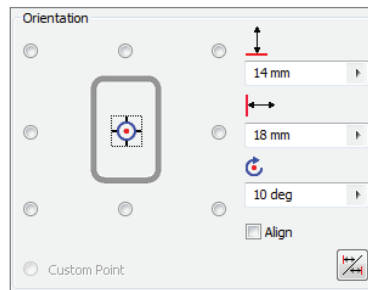 Orientation
14 mm
18 mm
10 deg
Align
Custom Point